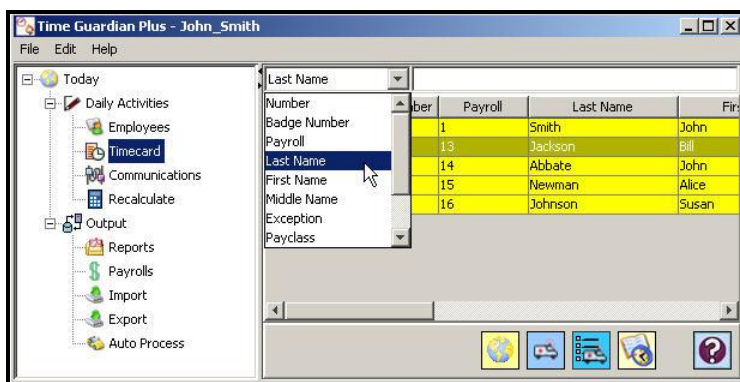 Time Guardian Plus - John_Smith
File Edit Help
Today
Daily Activities
Employees
Timecard
Communications
Recalculate
Output
Reports
Payrolls
Import
Export
Auto Process
Last Name
Number
Badge Number
Payroll
Last Name
First Name
Middle Name
Exception
Payclass
ber Payroll Last Name Firs
1 Smith John
13 Jackson Bill
14 Abbate John
15 Newman Alice
16 Johnson Susan